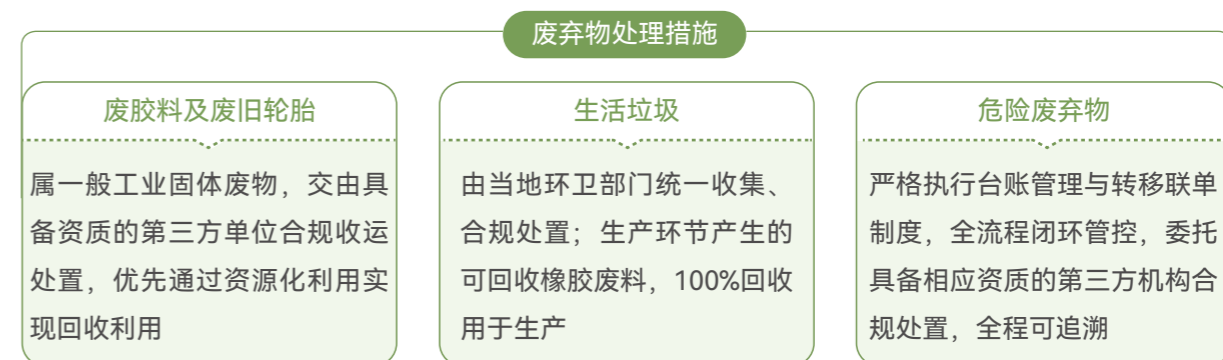 废弃物处理措施
废胶料及废旧轮胎
属一般工业固体废物，交由具
备资质的第三方单位合规收运
处置，优先通过资源化利用实
现回收利用
生活垃圾
由当地环卫部门统一收集、
合规处置；生产环节产生的
可回收橡胶废料，100%回收
用于生产
危险废弃物
严格执行台账管理与转移联单
制度，全流程闭环管控，委托
具备相应资质的第三方机构合
规处置，全程可追溯